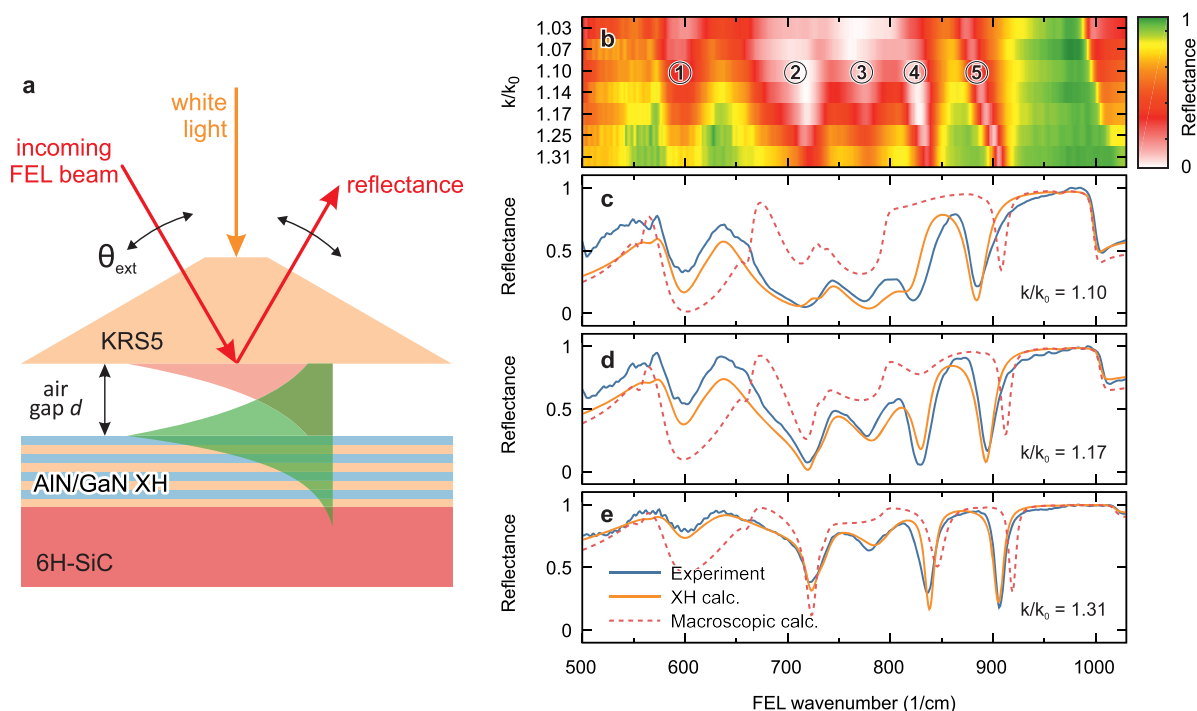 a
white
light
incoming
FEL beam
reflectance
θext
KRS5
air
gap d
AlN/GaN XH
6H-SiC
b
k/k0
1.03
1.07
1.10
1.14
1.17
1.25
1.31
1
2
3
4
5
1
Reflectance
0
c
Reflectance
1
0.5
0
k/k0 = 1.10
d
Reflectance
1
0.5
0
k/k0 = 1.17
e
Reflectance
1
0.5
0
Experiment
XH calc.
Macroscopic calc.
k/k0 = 1.31
500 600 700 800 900 1000
FEL wavenumber (1/cm)